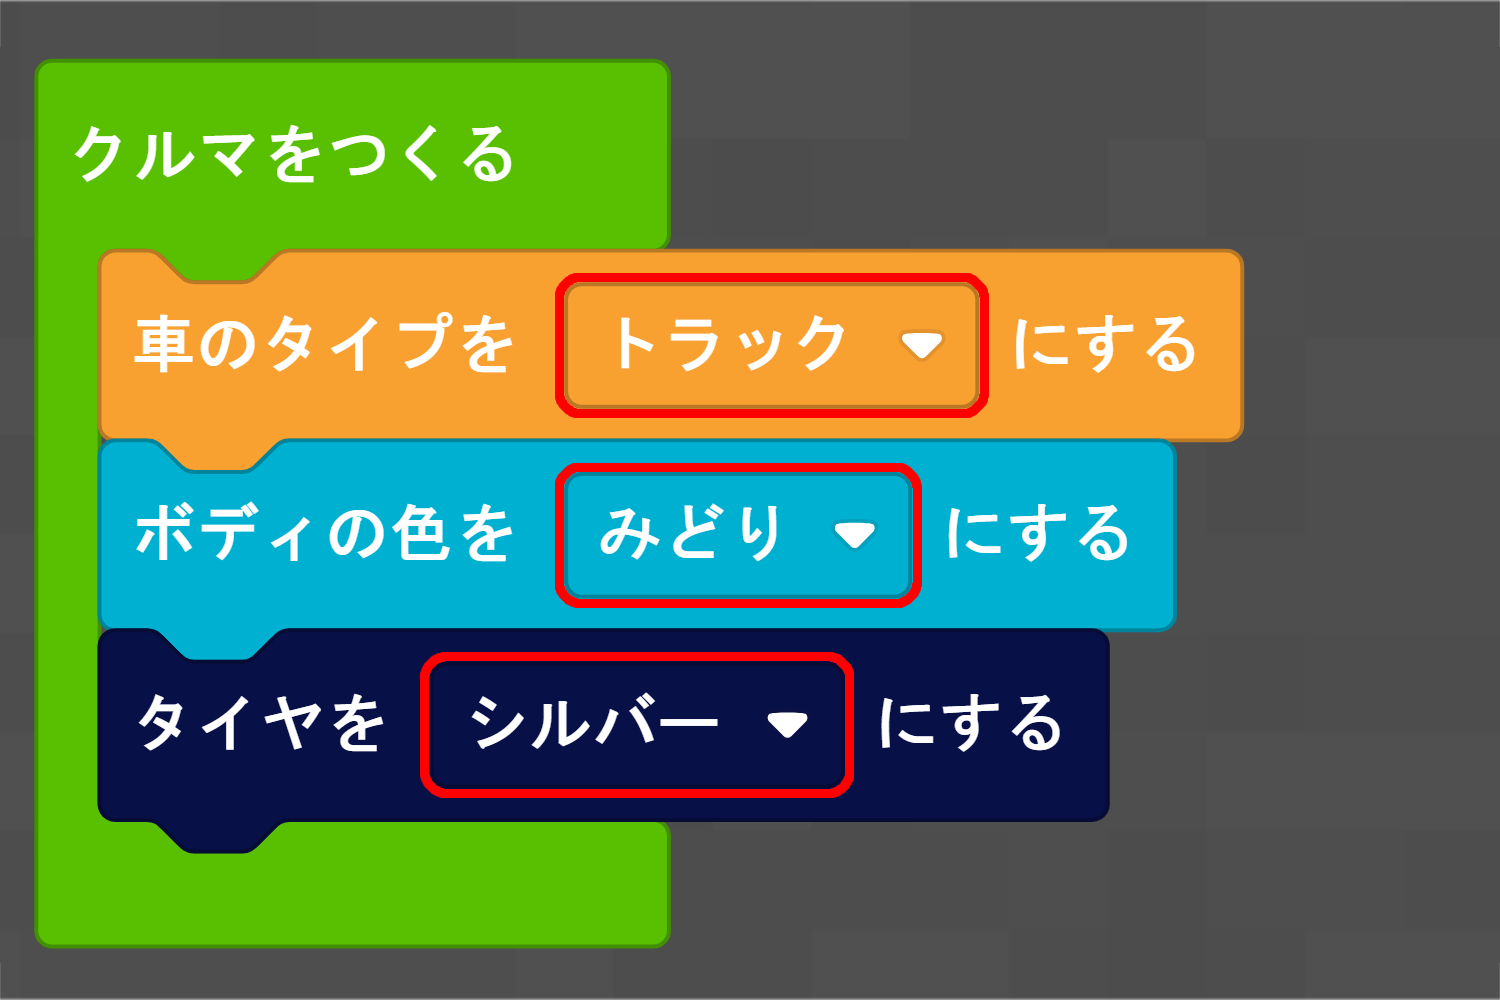 クルマをつくる
車のタイプを トラック にする
ボディの色を みどり にする
タイヤを シルバー にする